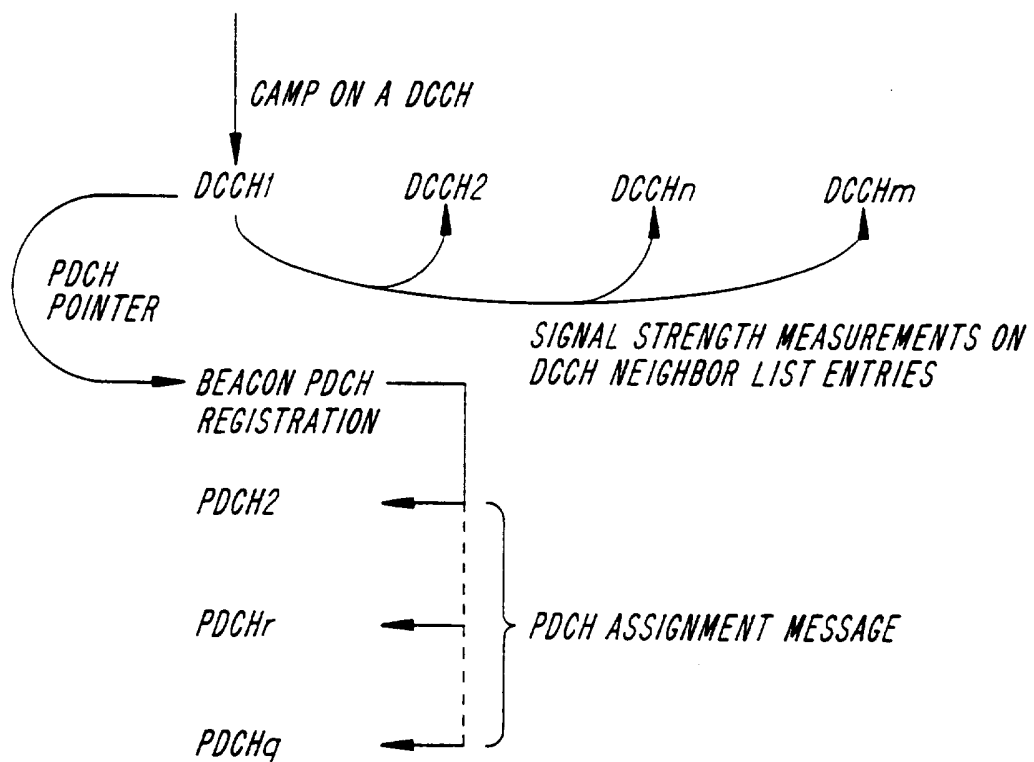 CAMP ON A DCCH
DCCH1 DCCH2 DCCHn DCCHm
PDCH
POINTER
SIGNAL STRENGTH MEASUREMENTS ON
DCCH NEIGHBOR LIST ENTRIES
BEACON PDCH
REGISTRATION
PDCH2
PDCHr
PDCH ASSIGNMENT MESSAGE
PDCHq